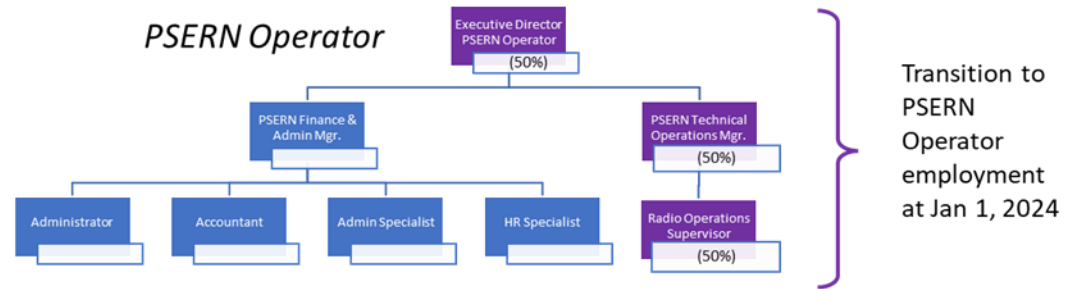 PSERN Operator
Executive Director
PSERN Operator
(50%)
PSERN Finance &
Admin Mgr.
PSERN Technical
Operations Mgr.
(50%)
Administrator
Accountant
Admin Specialist
HR Specialist
Radio Operations
Supervisor
(50%)
Transition to
PSERN
Operator
employment
at Jan 1, 2024